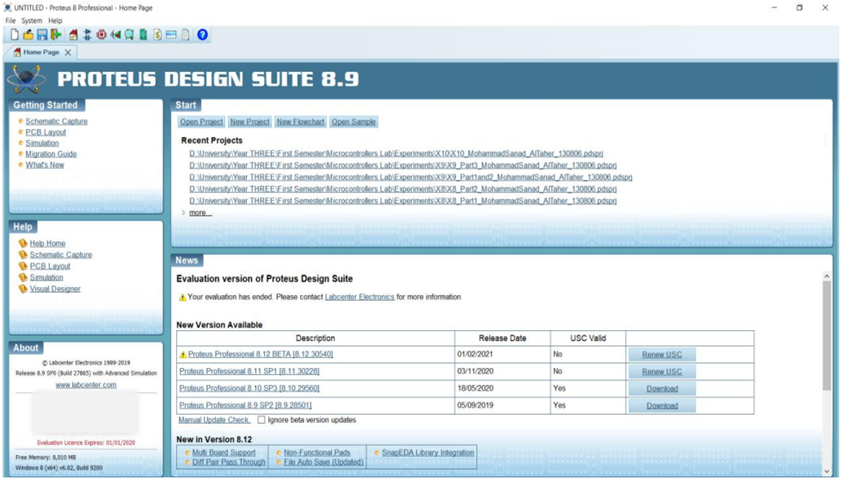 UNTITLED - Proteus 8 Professional - Home Page
File System Help
Home Page
PROTEUS DESIGN SUITE 8.9
Getting Started
Schematic Capture
PCB Layout
Simulation
Migration Guide
What's New
Help
Help Home
Schematic Capture
PCB Layout
Simulation
Visual Designer
About
© Labcenter Electronics 1989-2019
Release 8.9 SP0 (Build 27865) with Advanced Simulation
www.labcenter.com
Evaluation Licence Expires: 01/01/2020
Free Memory: 8,010 MB
Windows 8 (x64) v6.02, Build 9200
Start
Open Project New Project New Flowchart Open Sample
Recent Projects
D:\University\Year THREE\First Semester\Microcontrollers Lab\Experiments\X10\X10_MohammadSanad_AlTaher_130806.pdsprj
D:\University\Year THREE\First Semester\Microcontrollers Lab\Experiments\X9\X9_Part3_MohammadSanad_AlTaher_130806.pdsprj
D:\University\Year THREE\First Semester\Microcontrollers Lab\Experiments\X9\X9_Part1and2_MohammadSanad_AlTaher_130806.pdsprj
D:\University\Year THREE\First Semester\Microcontrollers Lab\Experiments\X8\X8_Part2_MohammadSanad_AlTaher_130806.pdsprj
D:\University\Year THREE\First Semester\Microcontrollers Lab\Experiments\X8\X8_Part1_MohammadSanad_AlTaher_130806.pdsprj
> more...
News
Evaluation version of Proteus Design Suite
Your evaluation has ended. Please contact Labcenter Electronics for more information
New Version Available
Description Release Date USC Valid
Proteus Professional 8.12 BETA [8.12.30540] 01/02/2021 No Renew USC
Proteus Professional 8.11 SP1 [8.11.30228] 03/11/2020 No Renew USC
Proteus Professional 8.10 SP3 [8.10.29560] 18/05/2020 Yes Download
Proteus Professional 8.9 SP2 [8.9.28501] 05/09/2019 Yes Download
Manual Update Check. Ignore beta version updates
New in Version 8.12
Multi Board Support Non-Functional Pads SnapEDA Library Integration
Diff Pair Pass Through File Auto Save (Updated)